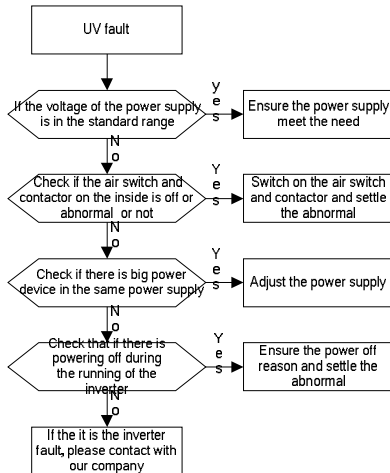 UV fault
If the voltage of the power supply
is in the standard range
yes
Ensure the power supply
meet the need
No
Check if the air switch and
contactor on the inside is off or
abnormal or not
Yes
Switch on the air switch
and contactor and settle
the abnormal
No
Check if there is big power
device in the same power supply
Yes
Adjust the power supply
No
Check that if there is
powering off during
the running of the
inverter
Yes
Ensure the power off
reason and settle the
abnormal
No
If the it is the inverter
fault, please contact with
our company